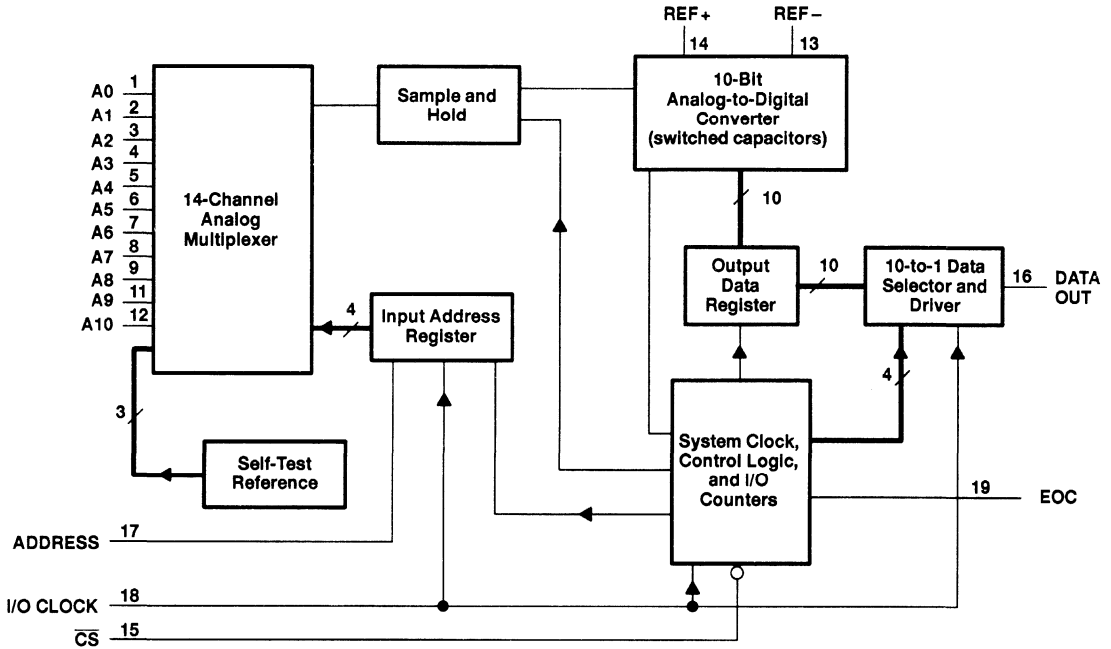 REF+ REF−
14 13
A0 1
A1 2
A2 3
A3 4
A4 5
A5 6
A6 7
A7 8
A8 9
A9 11
A10 12
14-Channel
Analog
Multiplexer
Sample and
Hold
10-Bit
Analog-to-Digital
Converter
(switched capacitors)
10
Output
Data
Register
10
10-to-1 Data
Selector and
Driver
16
DATA
OUT
4
Input Address
Register
4
3
Self-Test
Reference
System Clock,
Control Logic,
and I/O
Counters
19 EOC
ADDRESS 17
I/O CLOCK 18
C̅S̅ 15